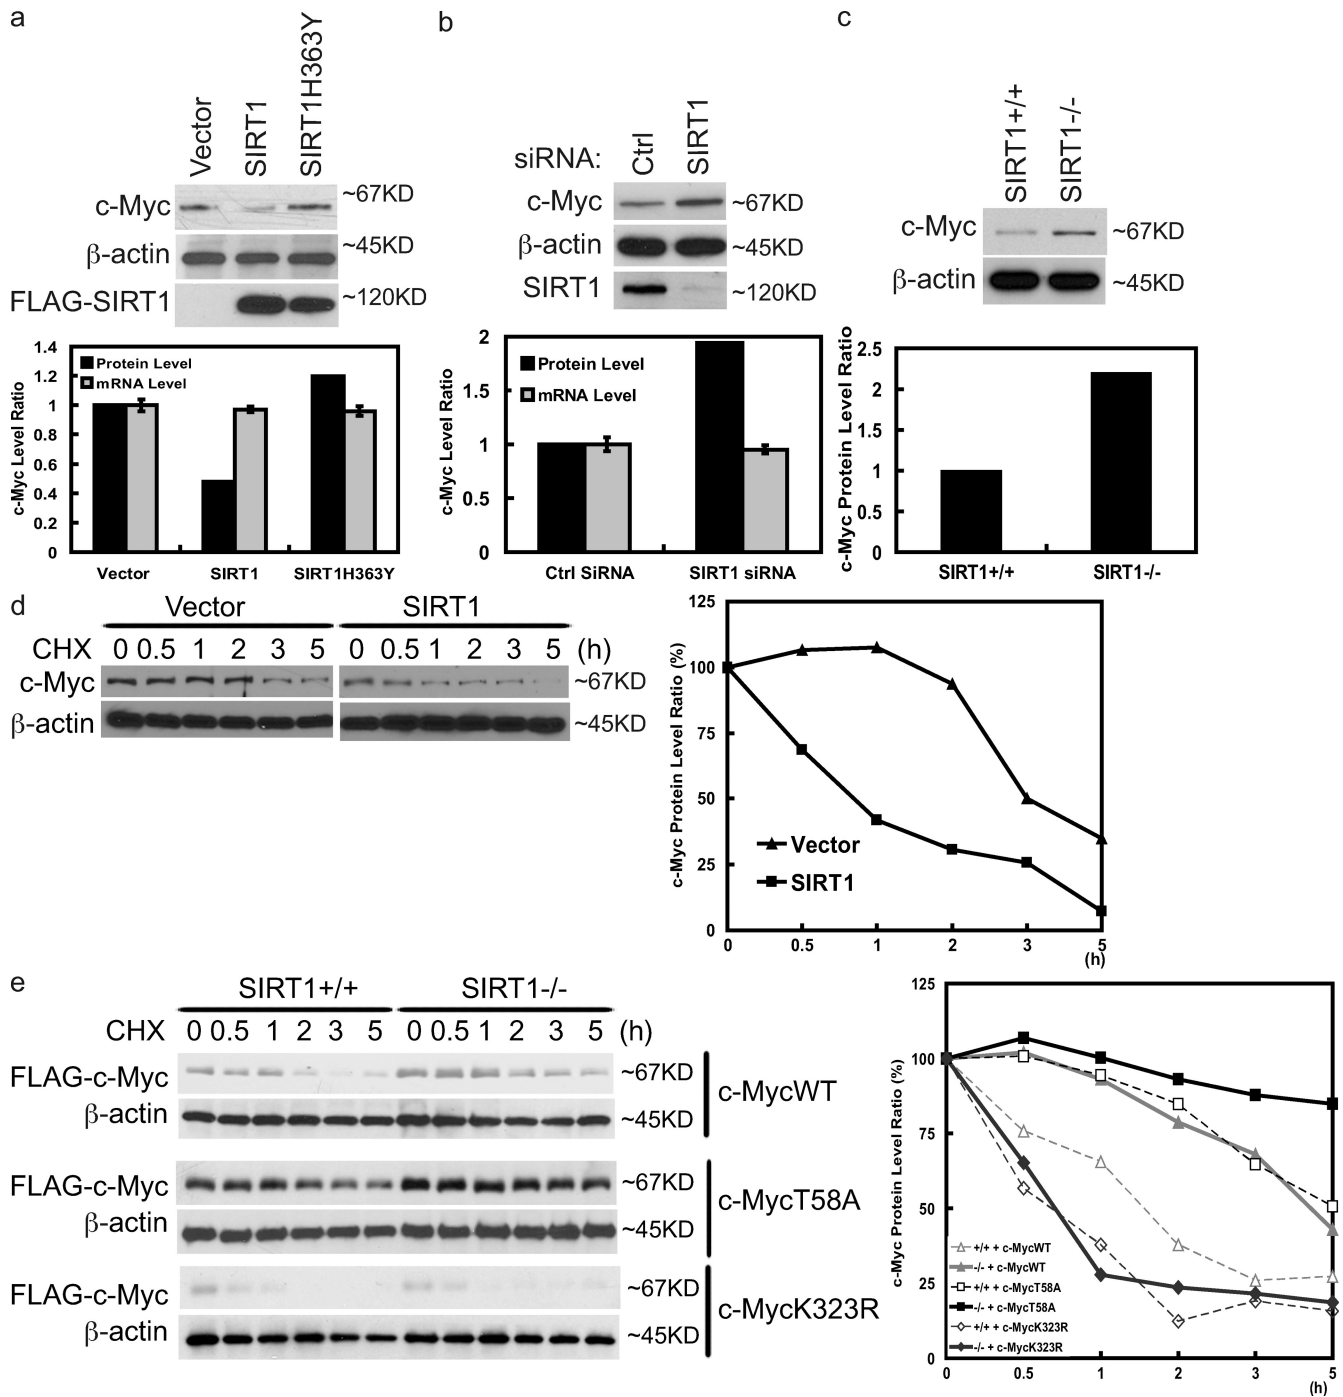 a
Vector
SIRT1
SIRT1H363Y
c-Myc
~67KD
β-actin
~45KD
FLAG-SIRT1
~120KD
1.4
1.2
1
0.8
0.6
0.4
0.2
0
c-Myc Level Ratio
Protein Level
mRNA Level
Vector
SIRT1
SIRT1H363Y
b
siRNA:
Ctrl
SIRT1
c-Myc
~67KD
β-actin
~45KD
SIRT1
~120KD
2
1.5
1
0.5
0
c-Myc Level Ratio
Protein Level
mRNA Level
Ctrl SiRNA
SIRT1 siRNA
c
SIRT1+/+
SIRT1-/-
c-Myc
~67KD
β-actin
~45KD
2.5
2
1.5
1
0.5
0
c-Myc Protein Level Ratio
SIRT1+/+
SIRT1-/-
d
Vector
SIRT1
CHX 0 0.5 1 2 3 5 0 0.5 1 2 3 5 (h)
c-Myc
~67KD
β-actin
~45KD
125
100
75
50
25
0
c-Myc Protein Level Ratio (%)
Vector
SIRT1
0 0.5 1 2 3 5
(h)
e
SIRT1+/+
SIRT1-/-
CHX 0 0.5 1 2 3 5 0 0.5 1 2 3 5 (h)
FLAG-c-Myc
~67KD
β-actin
~45KD
c-MycWT
FLAG-c-Myc
~67KD
β-actin
~45KD
c-MycT58A
FLAG-c-Myc
~67KD
β-actin
~45KD
c-MycK323R
125
100
75
50
25
0
c-Myc Protein Level Ratio (%)
+/+ + c-MycWT
-/- + c-MycWT
+/+ + c-MycT58A
-/- + c-MycT58A
+/+ + c-MycK323R
-/- + c-MycK323R
0 0.5 1 2 3 5
(h)